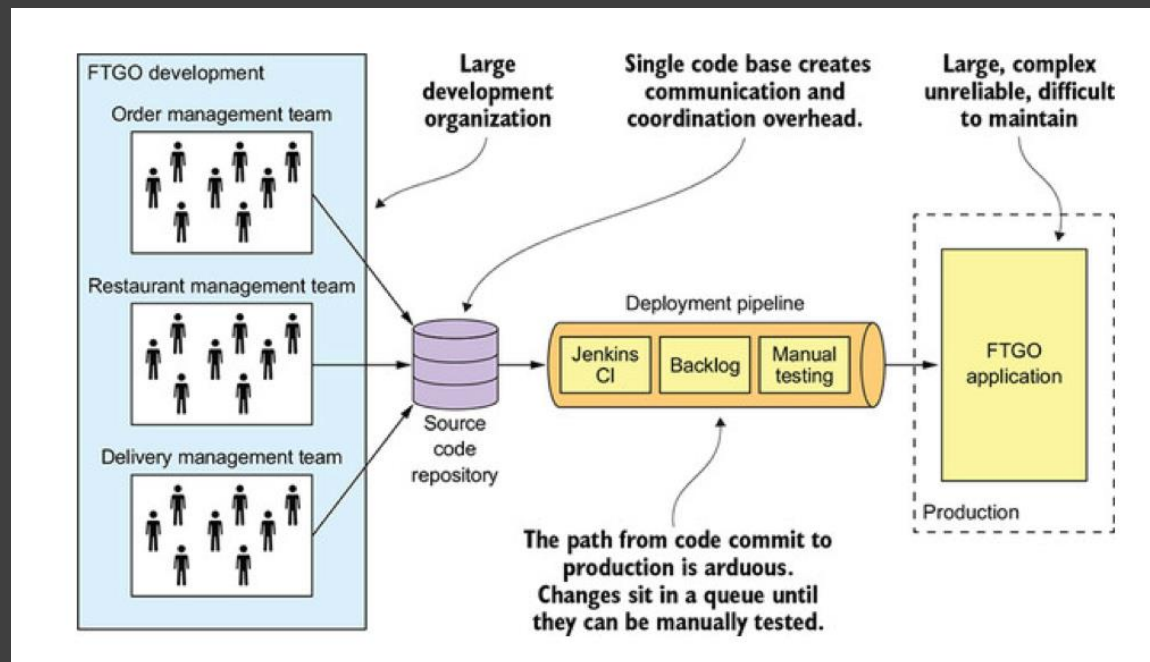 FTGO development
Order management team
Restaurant management team
Delivery management team
Large
development
organization
Single code base creates
communication and
coordination overhead.
Large, complex
unreliable, difficult
to maintain
Source
code
repository
Deployment pipeline
Jenkins
CI
Backlog
Manual
testing
The path from code commit to
production is arduous.
Changes sit in a queue until
they can be manually tested.
FTGO
application
Production